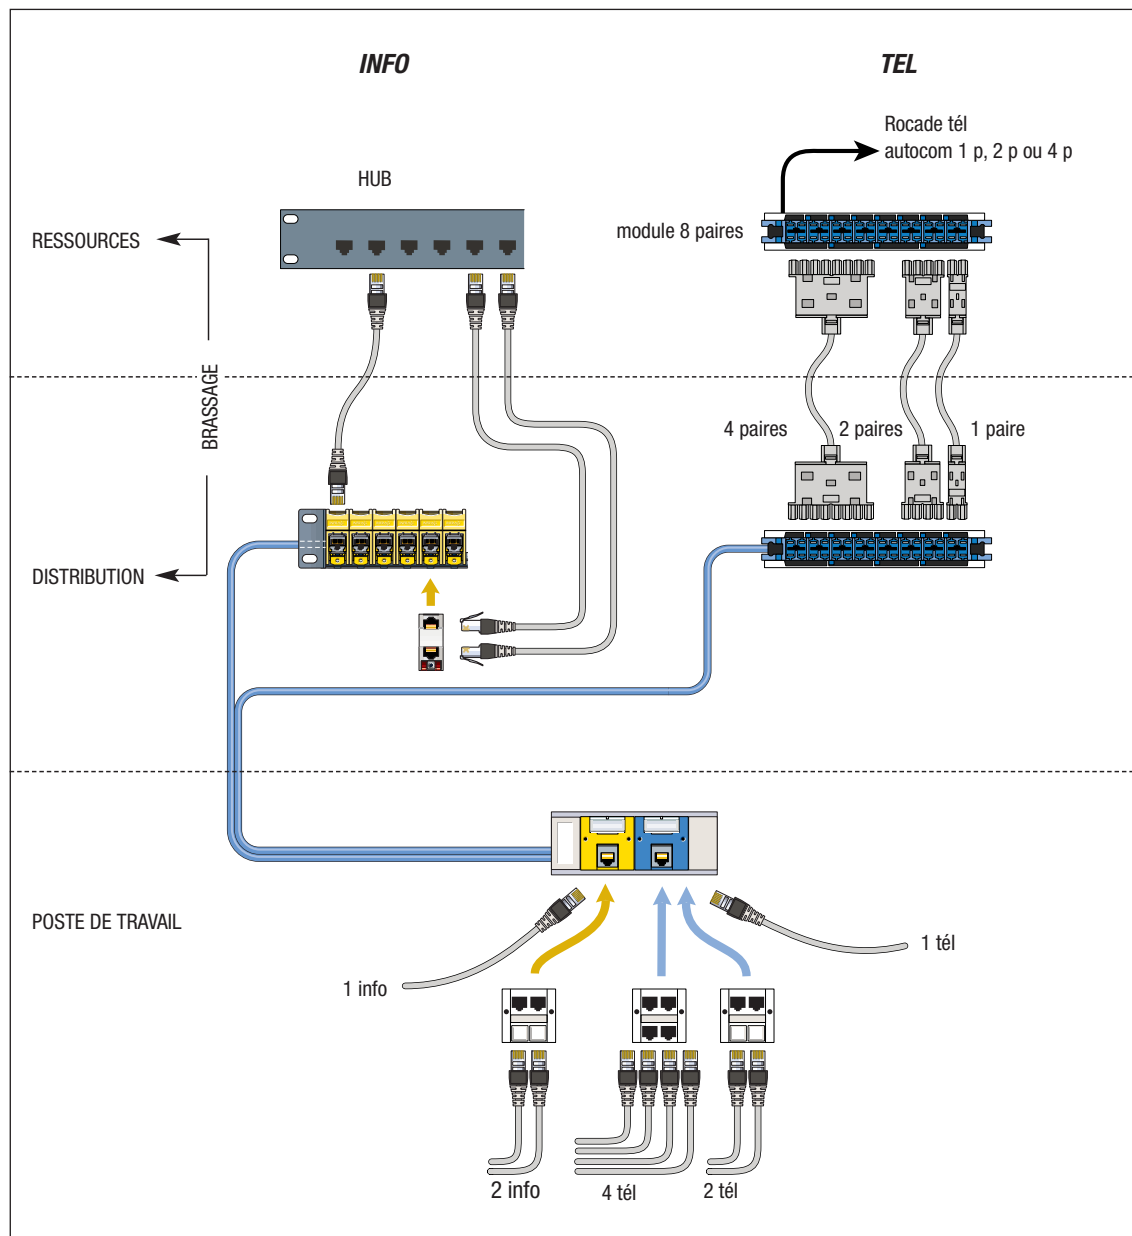 INFO
TEL
Rocade tél
autocom 1 p, 2 p ou 4 p
HUB
module 8 paires
RESSOURCES
BRASSAGE
4 paires
2 paires
1 paire
DISTRIBUTION
POSTE DE TRAVAIL
1 tél
1 info
2 info
4 tél
2 tél